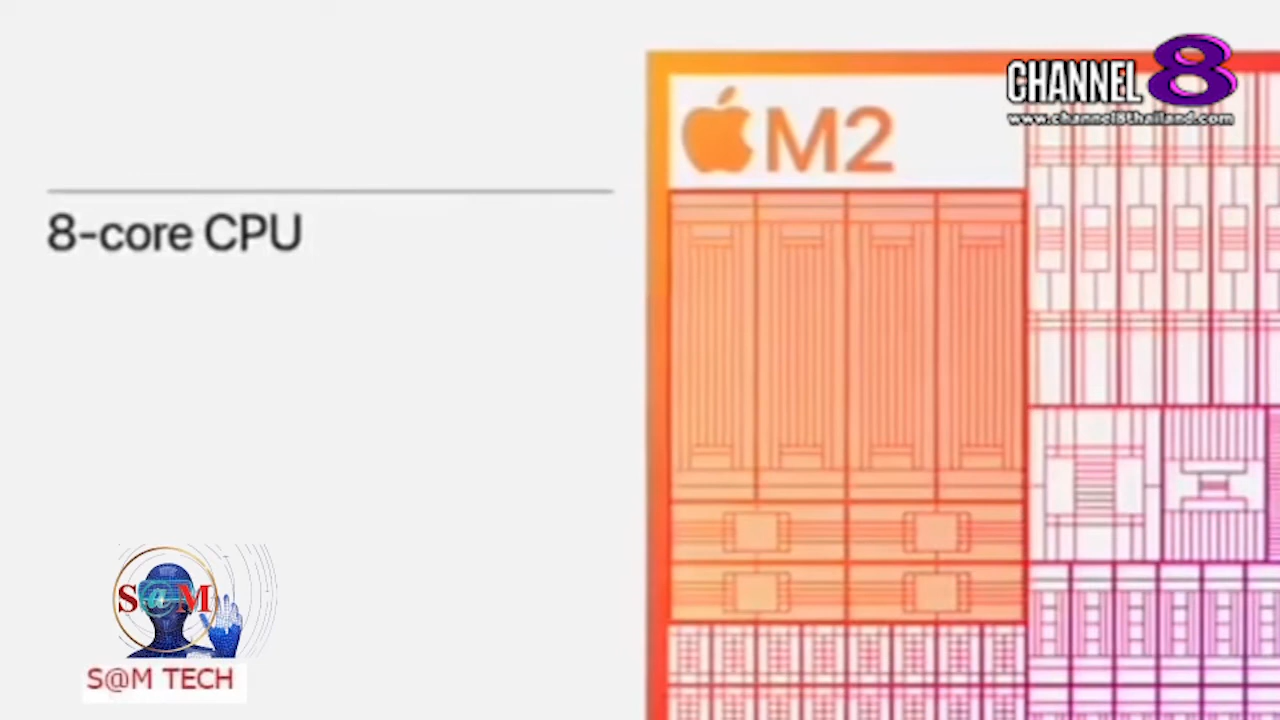 CHANNEL 8
www.channel8thailand.com
M2
8-core CPU
S@M
S@M TECH